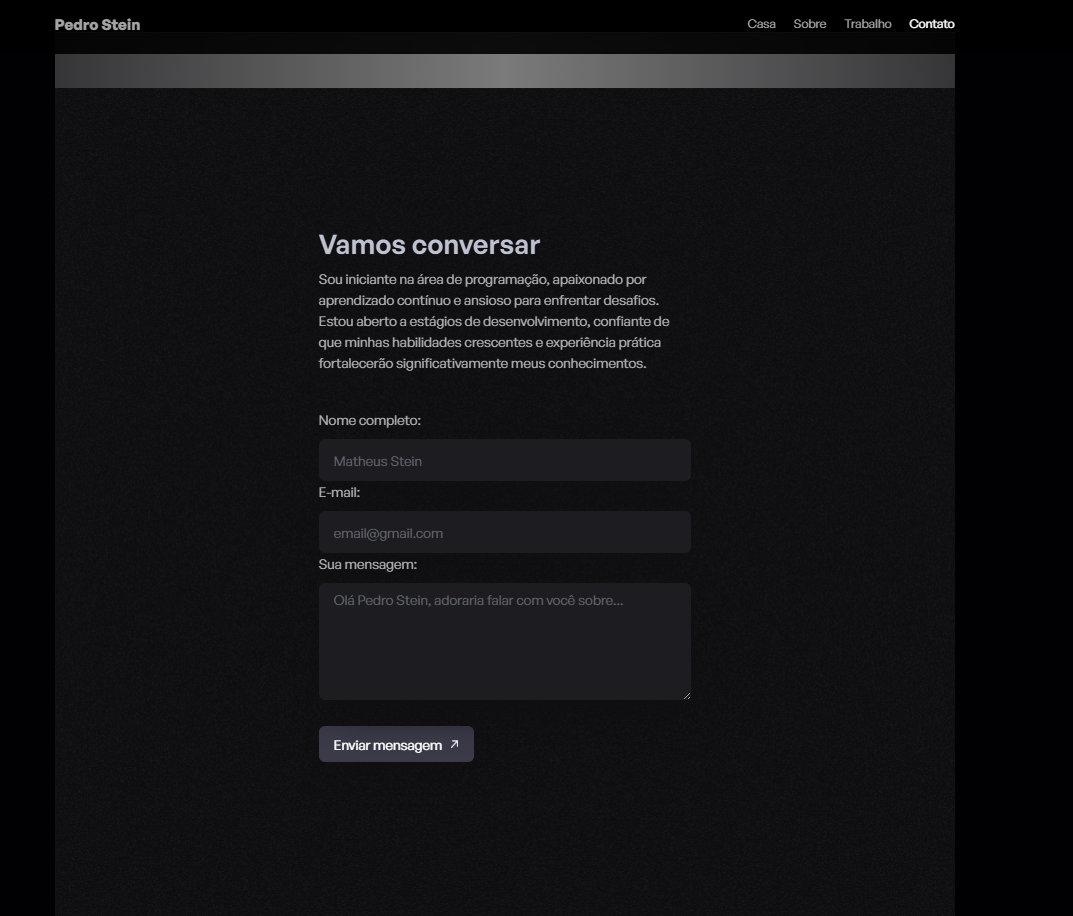 Pedro Stein
Casa Sobre Trabalho Contato
Vamos conversar
Sou iniciante na área de programação, apaixonado por
aprendizado contínuo e ansioso para enfrentar desafios.
Estou aberto a estágios de desenvolvimento, confiante de
que minhas habilidades crescentes e experiência prática
fortalecerão significativamente meus conhecimentos.
Nome completo:
Matheus Stein
E-mail:
email@gmail.com
Sua mensagem:
Olá Pedro Stein, adoraria falar com você sobre...
Enviar mensagem